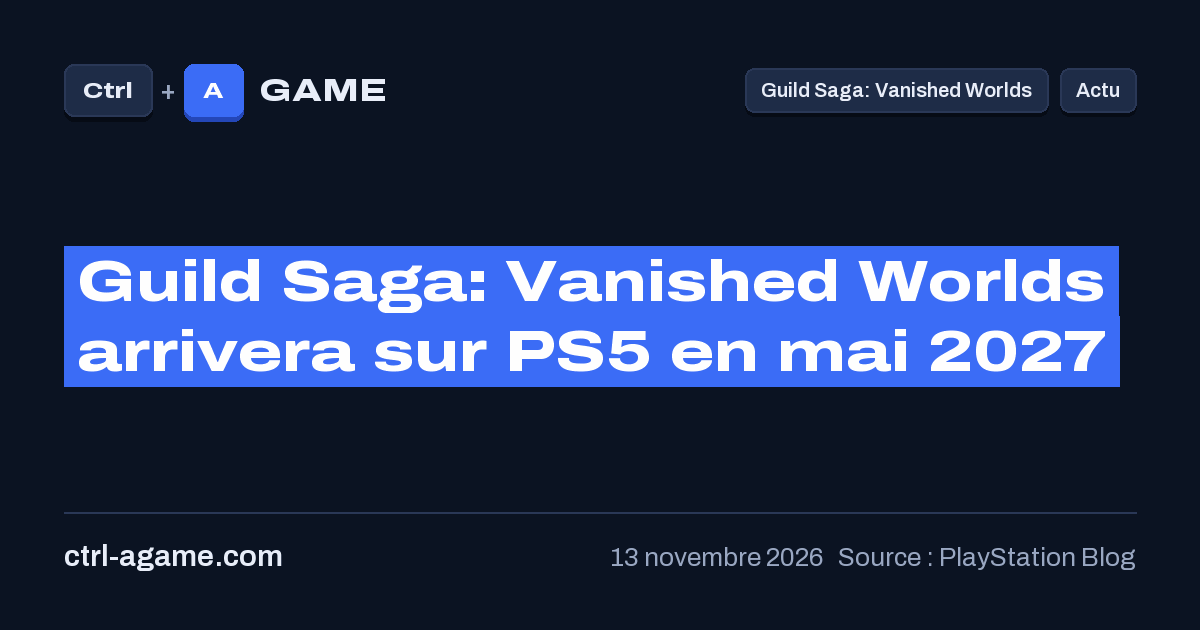 Ctrl + A GAME
Guild Saga: Vanished Worlds
Actu
Guild Saga: Vanished Worlds
arrivera sur PS5 en mai 2027
ctrl-agame.com
13 novembre 2026 Source : PlayStation Blog